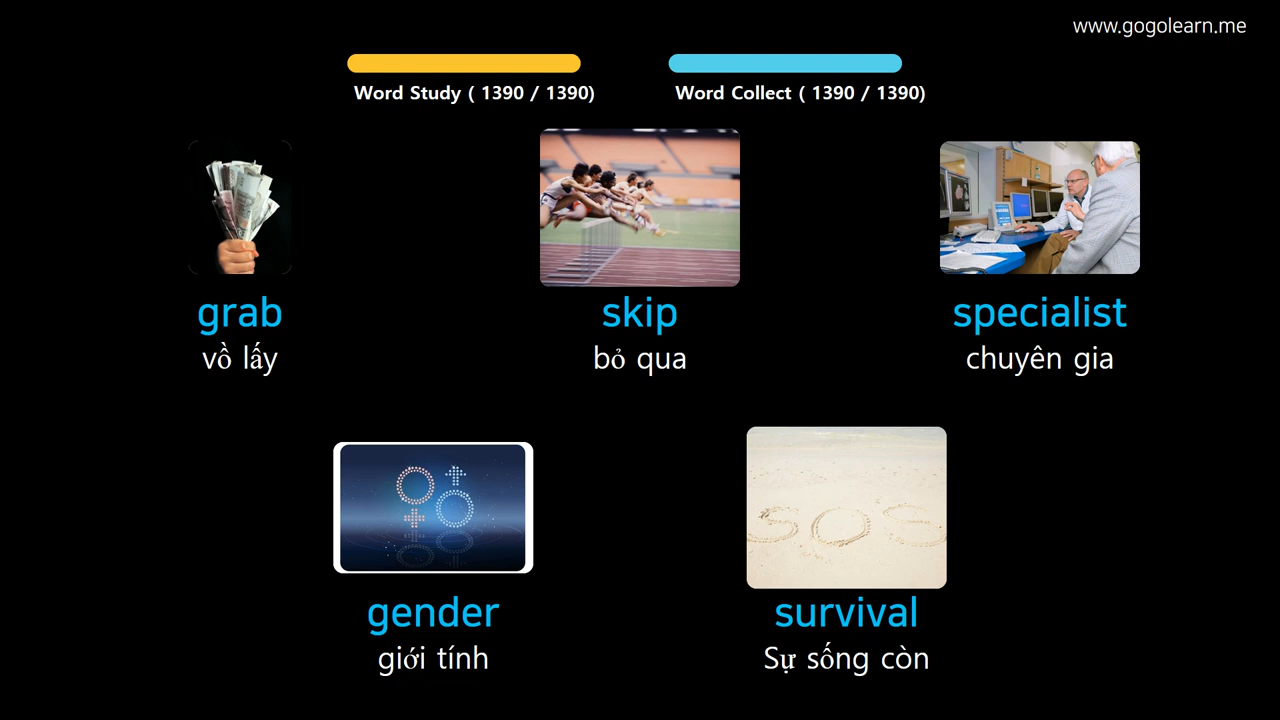 www.gogolearn.me
Word Study ( 1390 / 1390)
Word Collect ( 1390 / 1390)
grab
vồ lấy
skip
bỏ qua
specialist
chuyên gia
SOS
gender
giới tính
survival
Sự sống còn